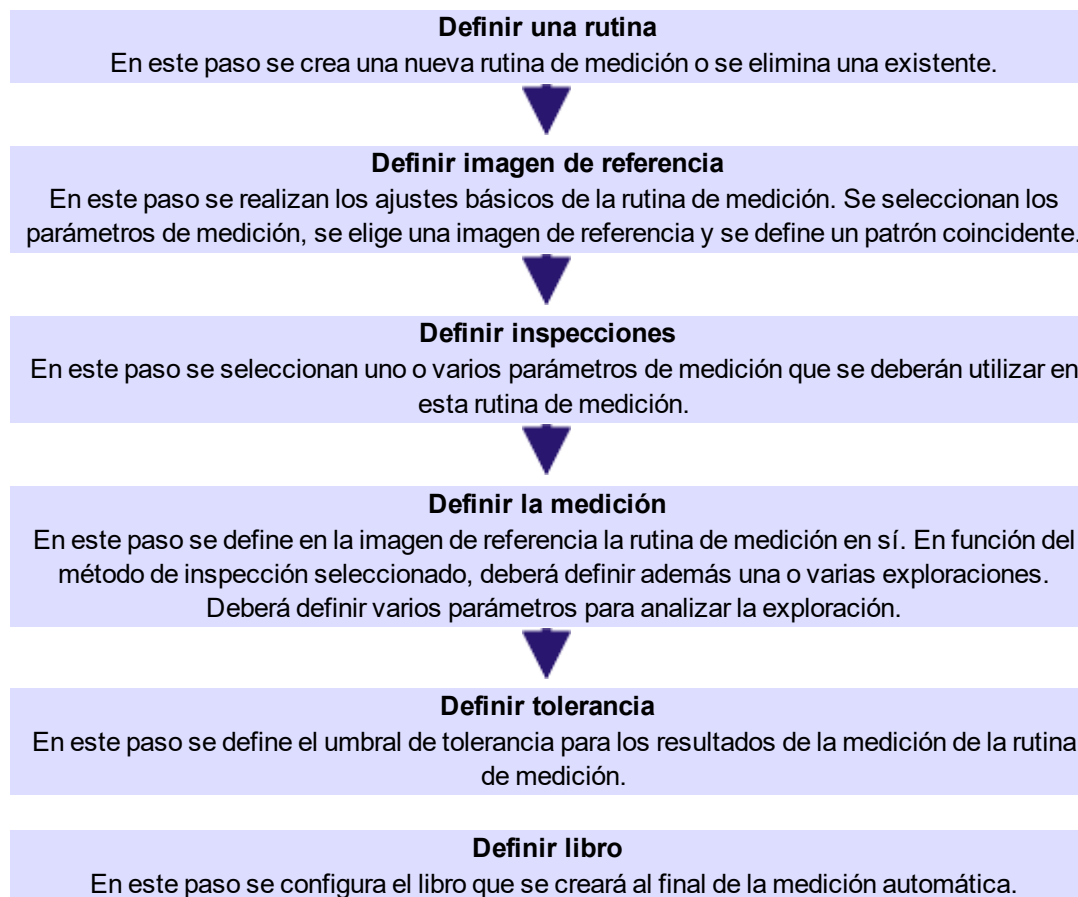 Definir una rutina
En este paso se crea una nueva rutina de medición o se elimina una existente.
Definir imagen de referencia
En este paso se realizan los ajustes básicos de la rutina de medición. Se seleccionan los
parámetros de medición, se elige una imagen de referencia y se define un patrón coincidente.
Definir inspecciones
En este paso se seleccionan uno o varios parámetros de medición que se deberán utilizar en
esta rutina de medición.
Definir la medición
En este paso se define en la imagen de referencia la rutina de medición en sí. En función del
método de inspección seleccionado, deberá definir además una o varias exploraciones.
Deberá definir varios parámetros para analizar la exploración.
Definir tolerancia
En este paso se define el umbral de tolerancia para los resultados de la medición de la rutina
de medición.
Definir libro
En este paso se configura el libro que se creará al final de la medición automática.